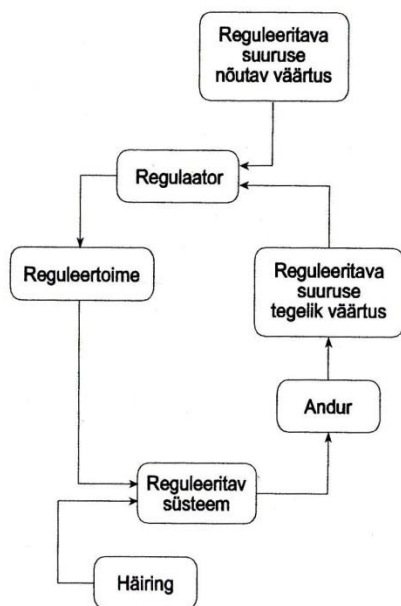 Reguleeritava
suuruse
nõutav väärtus
Regulaator
Reguleertoime
Reguleeritava
suuruse
tegelik väärtus
Andur
Reguleeritav
süsteem
Häiring